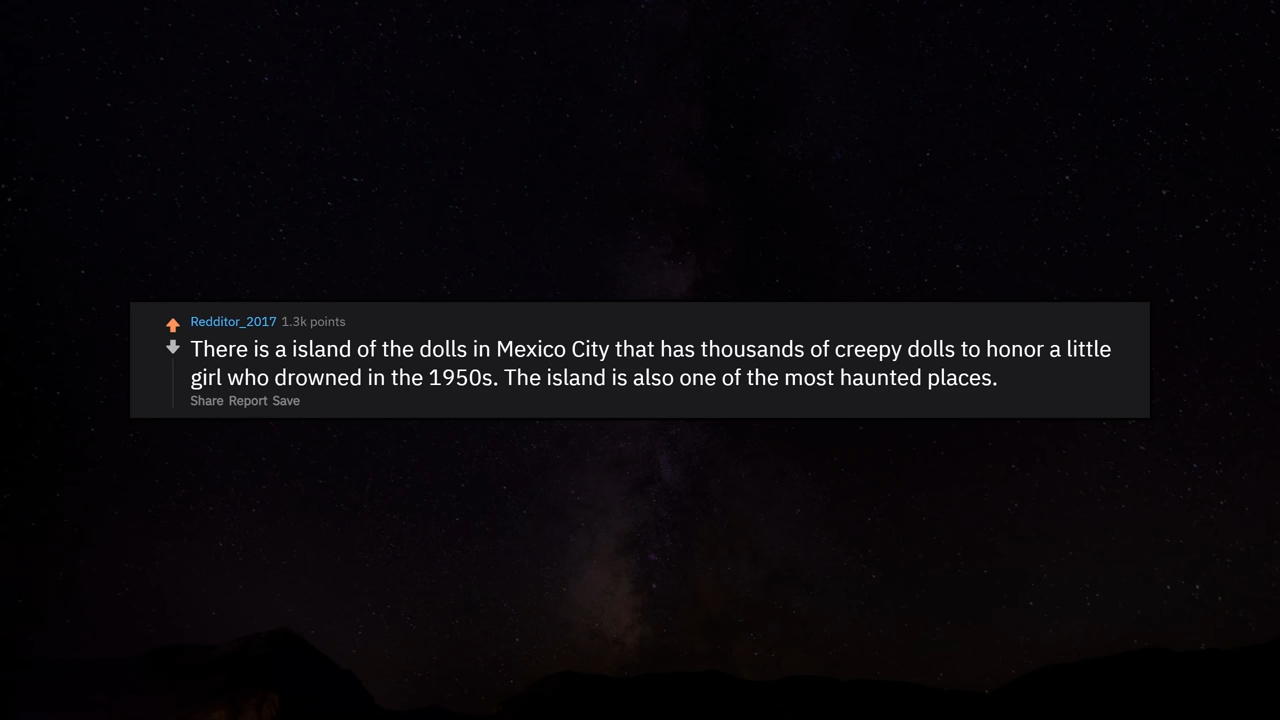 Redditor_2017 1.3k points
There is a island of the dolls in Mexico City that has thousands of creepy dolls to honor a little
girl who drowned in the 1950s. The island is also one of the most haunted places.
Share Report Save